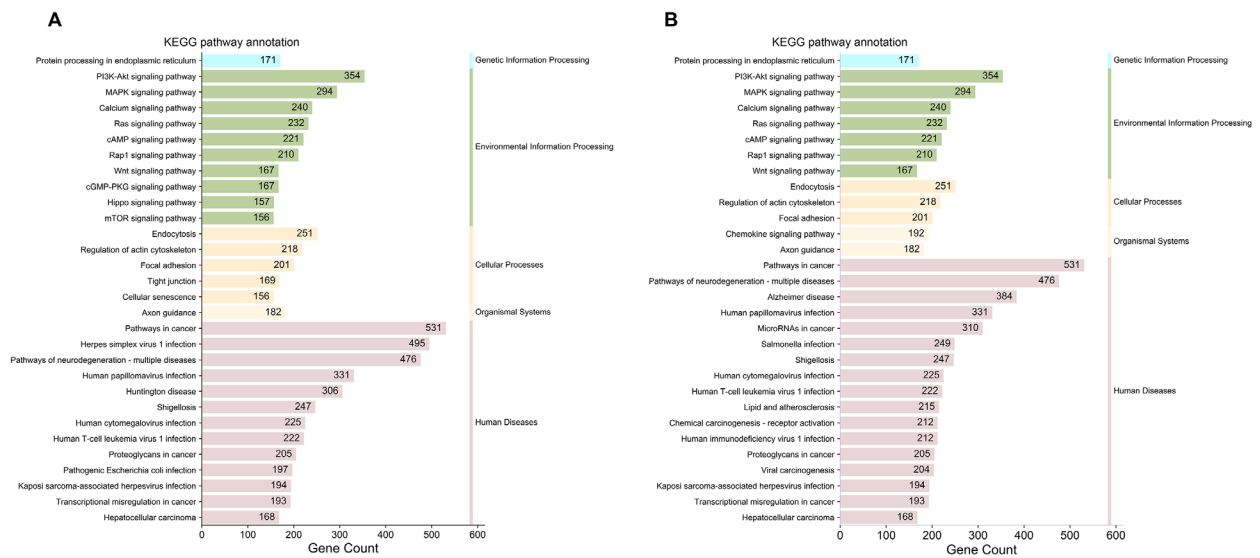 A
KEGG pathway annotation
Protein processing in endoplasmic reticulum 171 Genetic Information Processing
PI3K-Akt signaling pathway 354
MAPK signaling pathway 294
Calcium signaling pathway 240
Ras signaling pathway 232
cAMP signaling pathway 221
Environmental Information Processing
Rap1 signaling pathway 210
Wnt signaling pathway 167
cGMP-PKG signaling pathway 167
Hippo signaling pathway 157
mTOR signaling pathway 156
Endocytosis 251
Regulation of actin cytoskeleton 218
Focal adhesion 201 Cellular Processes
Tight junction 169
Cellular senescence 156
Axon guidance 182 Organismal Systems
Pathways in cancer 531
Herpes simplex virus 1 infection 495
Pathways of neurodegeneration - multiple diseases 476
Human papillomavirus infection 331
Huntington disease 306
Shigellosis 247
Human cytomegalovirus infection 225 Human Diseases
Human T-cell leukemia virus 1 infection 222
Proteoglycans in cancer 205
Pathogenic Escherichia coli infection 197
Kaposi sarcoma-associated herpesvirus infection 194
Transcriptional misregulation in cancer 193
Hepatocellular carcinoma 168
0 100 200 300 400 500 600
Gene Count
B
KEGG pathway annotation
Protein processing in endoplasmic reticulum 171 Genetic Information Processing
PI3K-Akt signaling pathway 354
MAPK signaling pathway 294
Calcium signaling pathway 240
Ras signaling pathway 232 Environmental Information Processing
cAMP signaling pathway 221
Rap1 signaling pathway 210
Wnt signaling pathway 167
Endocytosis 251
Regulation of actin cytoskeleton 218 Cellular Processes
Focal adhesion 201
Chemokine signaling pathway 192
Organismal Systems
Axon guidance 182
Pathways in cancer 531
Pathways of neurodegeneration - multiple diseases 476
Alzheimer disease 384
Human papillomavirus infection 331
MicroRNAs in cancer 310
Salmonella infection 249
Shigellosis 247
Human cytomegalovirus infection 225
Human T-cell leukemia virus 1 infection 222 Human Diseases
Lipid and atherosclerosis 215
Chemical carcinogenesis - receptor activation 212
Human immunodeficiency virus 1 infection 212
Proteoglycans in cancer 205
Viral carcinogenesis 204
Kaposi sarcoma-associated herpesvirus infection 194
Transcriptional misregulation in cancer 193
Hepatocellular carcinoma 168
0 100 200 300 400 500 600
Gene Count